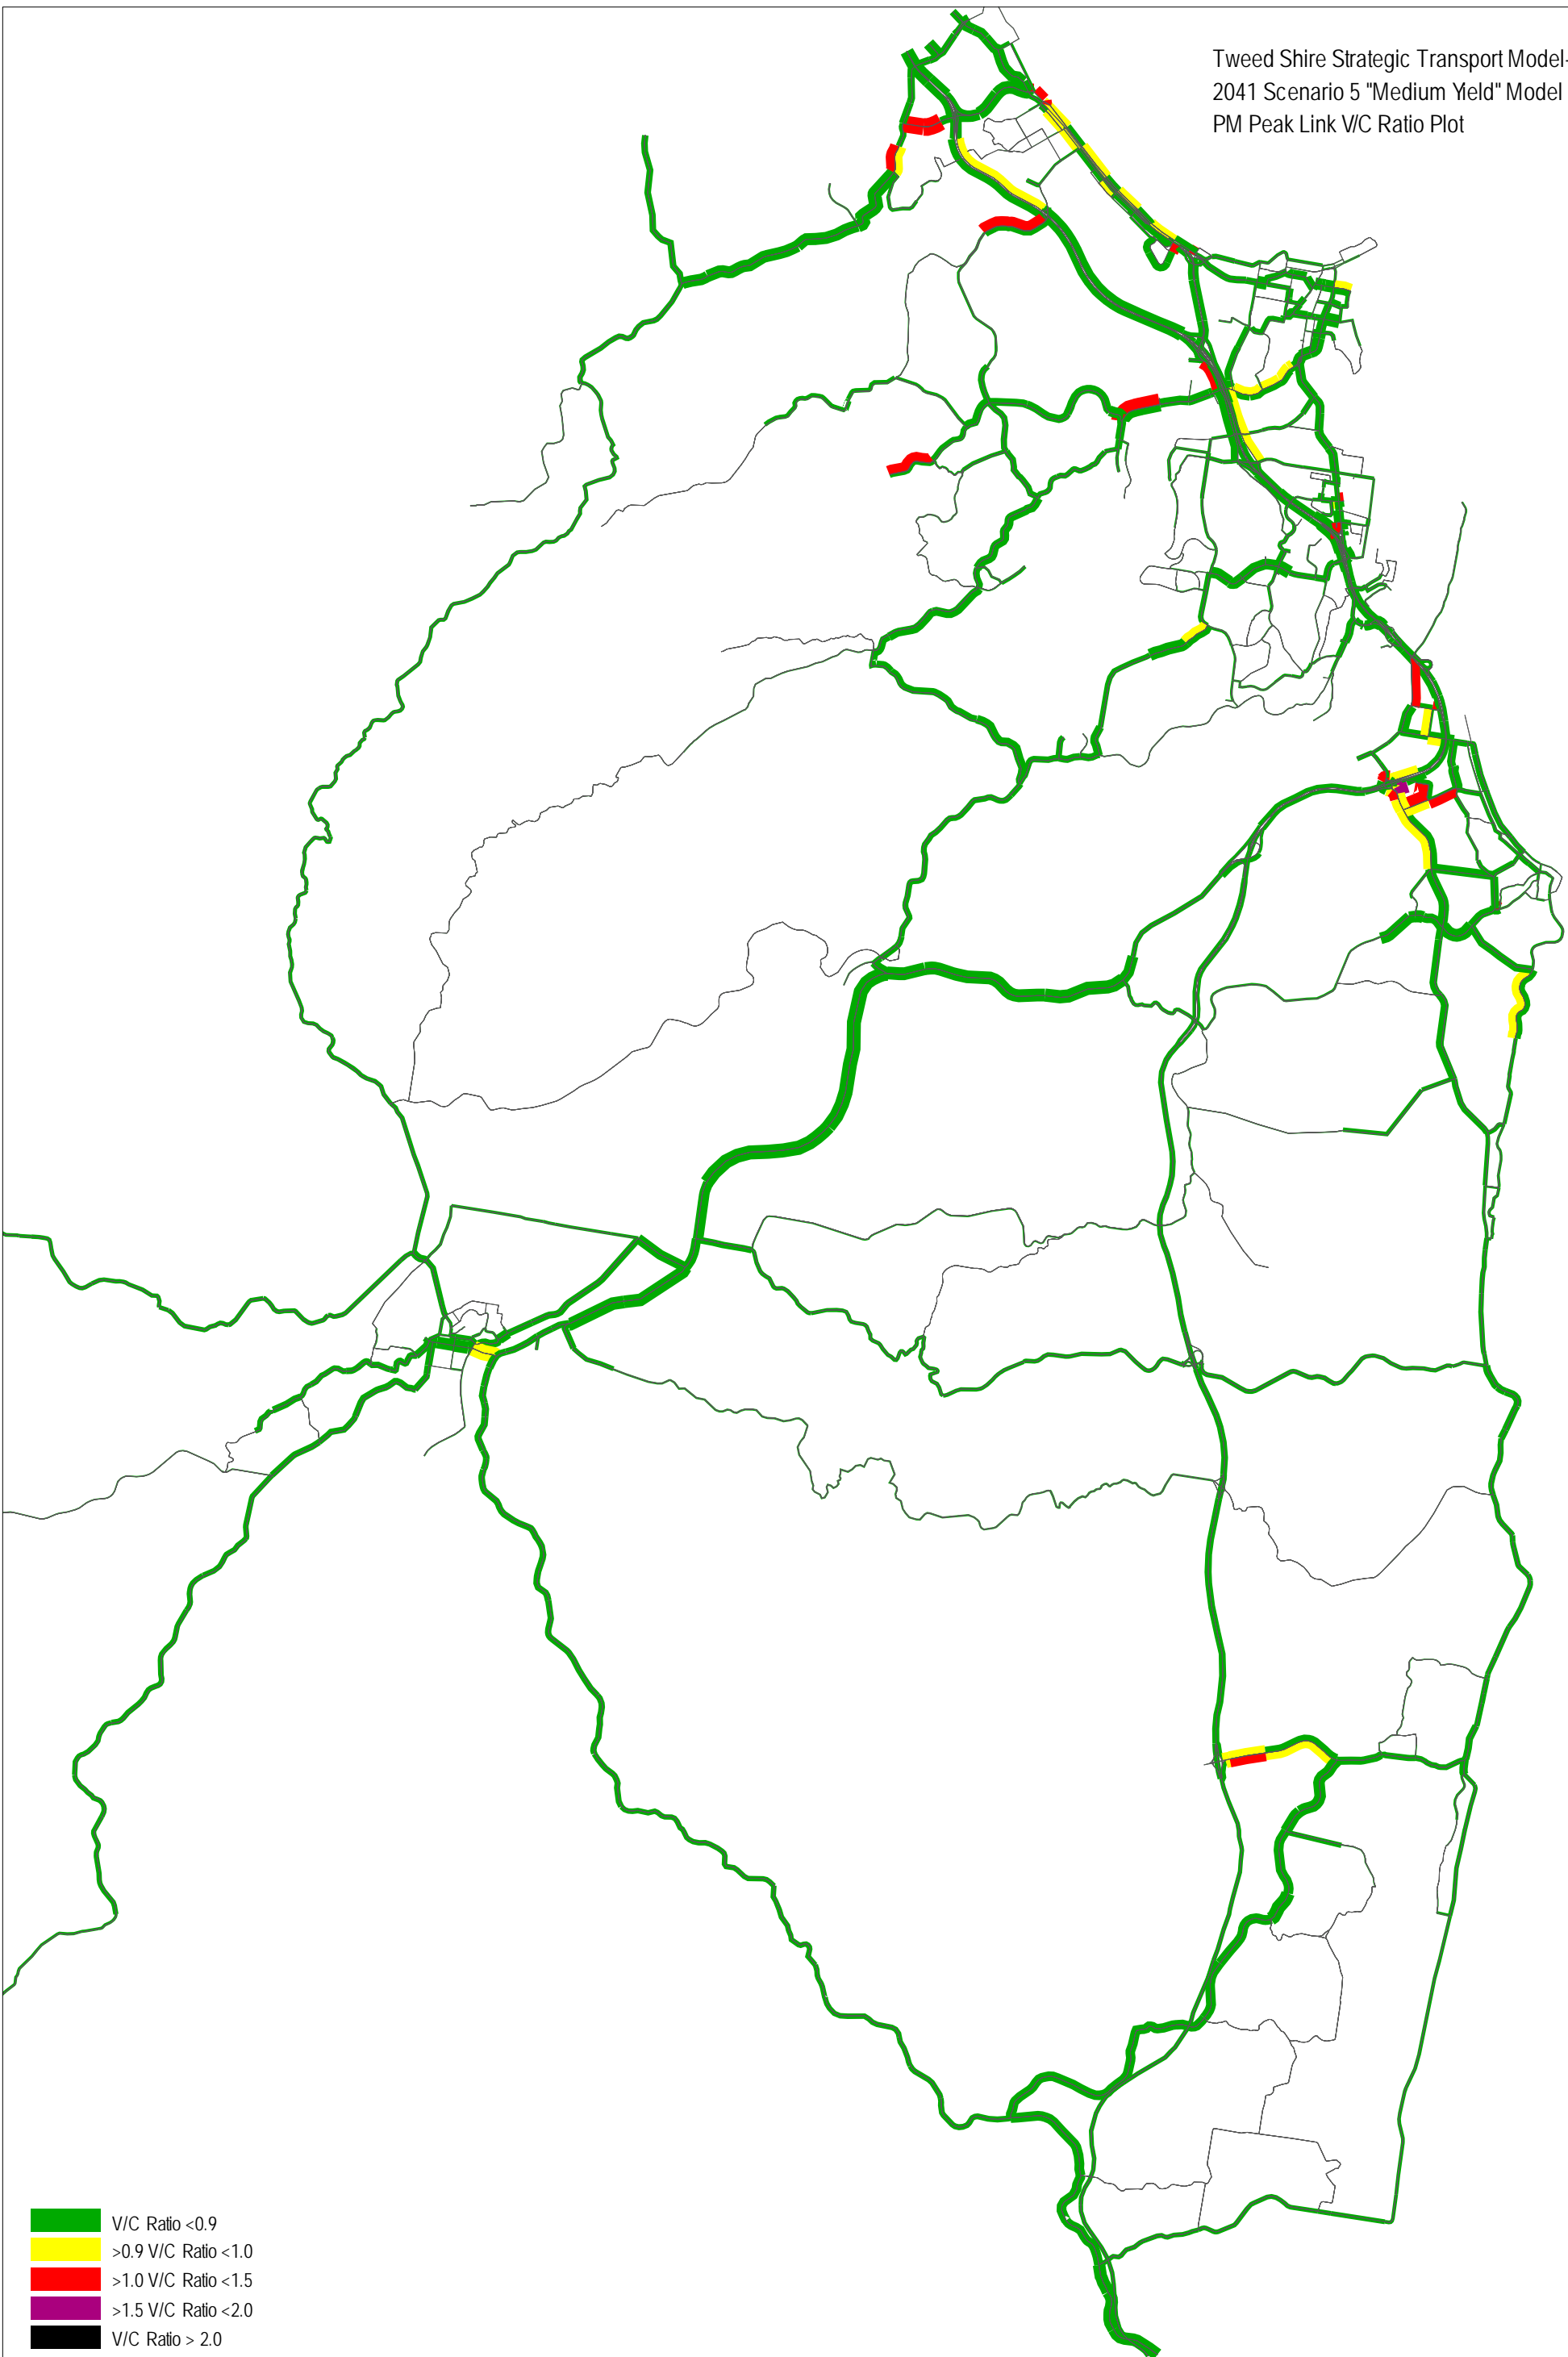 Tweed Shire Strategic Transport Model-
2041 Scenario 5 "Medium Yield" Model
PM Peak Link V/C Ratio Plot
V/C Ratio <0.9
>0.9 V/C Ratio <1.0
>1.0 V/C Ratio <1.5
>1.5 V/C Ratio <2.0
V/C Ratio > 2.0